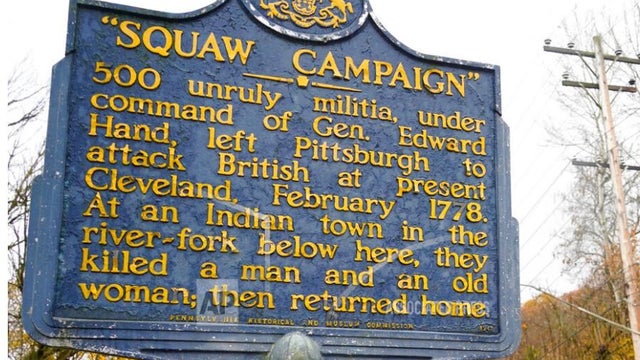 "SQUAW CAMPAIGN"
500 unruly militia, under
command of Gen. Edward
Hand, left Pittsburgh to
attack British at present
Cleveland, February 1778.
At an Indian town in the
river-fork below here, they
killed a man and an old
woman; then returned home.
PENNSYLVANIA HISTORICAL AND MUSEUM COMMISSION